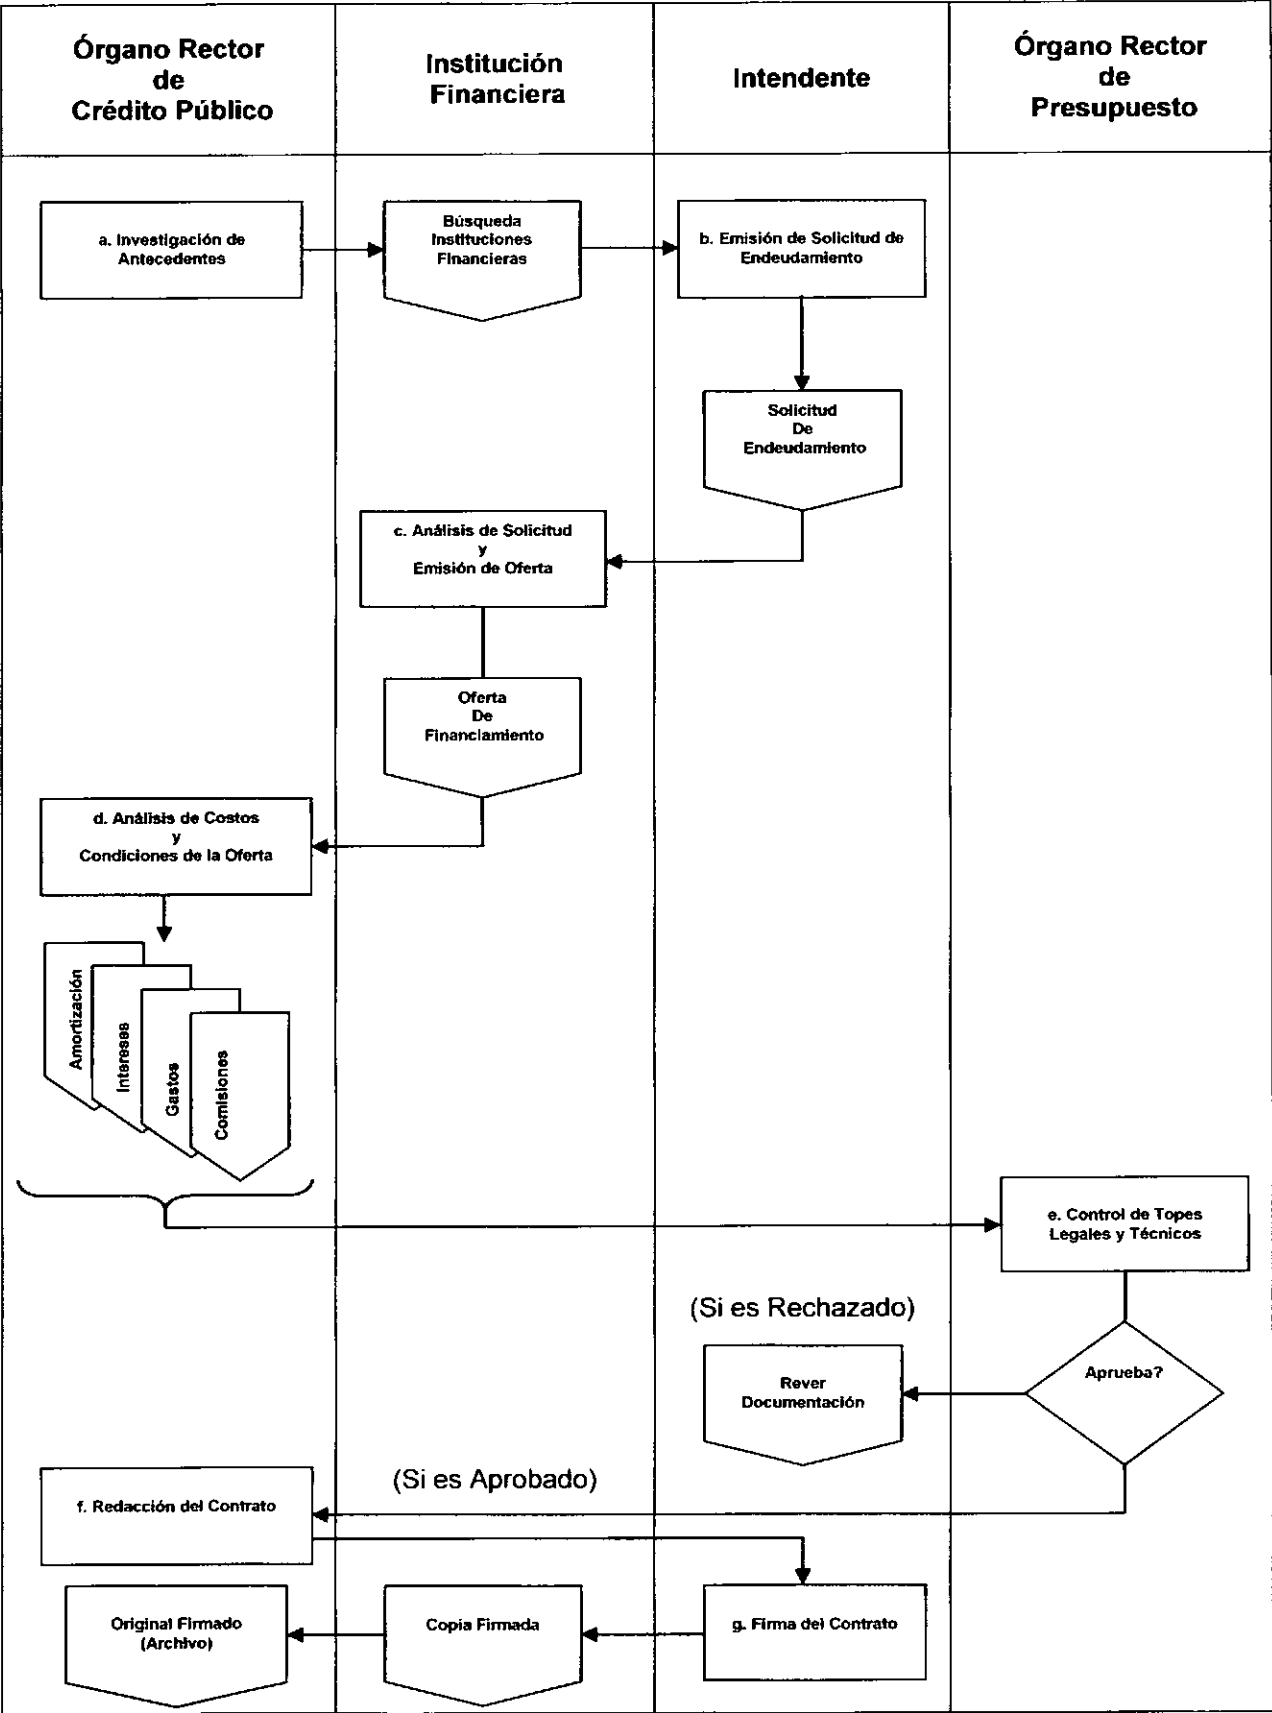 Órgano Rector
de
Crédito Público
Institución
Financiera
Intendente
Órgano Rector
de
Presupuesto
a. Investigación de
Antecedentes
Búsqueda
Instituciones
Financieras
b. Emisión de Solicitud de
Endeudamiento
Solicitud
De
Endeudamiento
c. Análisis de Solicitud
y
Emisión de Oferta
Oferta
De
Financiamiento
d. Análisis de Costos
y
Condiciones de la Oferta
Amortización
Intereses
Gastos
Comisiones
e. Control de Topes
Legales y Técnicos
(Si es Rechazado)
Aprueba?
Rever
Documentación
(Si es Aprobado)
f. Redacción del Contrato
Original Firmado
(Archivo)
Copia Firmada
g. Firma del Contrato